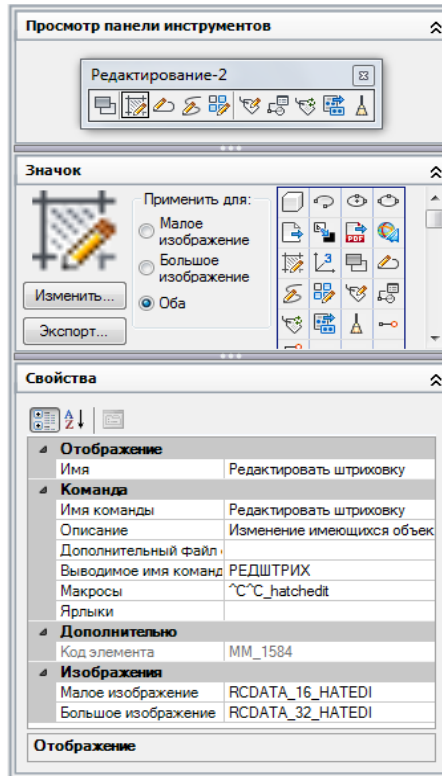 Просмотр панели инструментов
Редактирование-2
Значок
Применить для:
Малое
изображение
Большое
изображение
Оба
Изменить...
Экспорт...
PDF
3
Свойства
A
Z
Отображение
Имя Редактировать штриховку
Команда
Имя команды Редактировать штриховку
Описание Изменение имеющихся объек
Дополнительный файл
Выводимое имя команд РЕДШТРИХ
Макросы ^C^C_hatchedit
Ярлыки
Дополнительно
Код элемента MM_1584
Изображения
Малое изображение RCDATA_16_HATEDI
Большое изображение RCDATA_32_HATEDI
Отображение